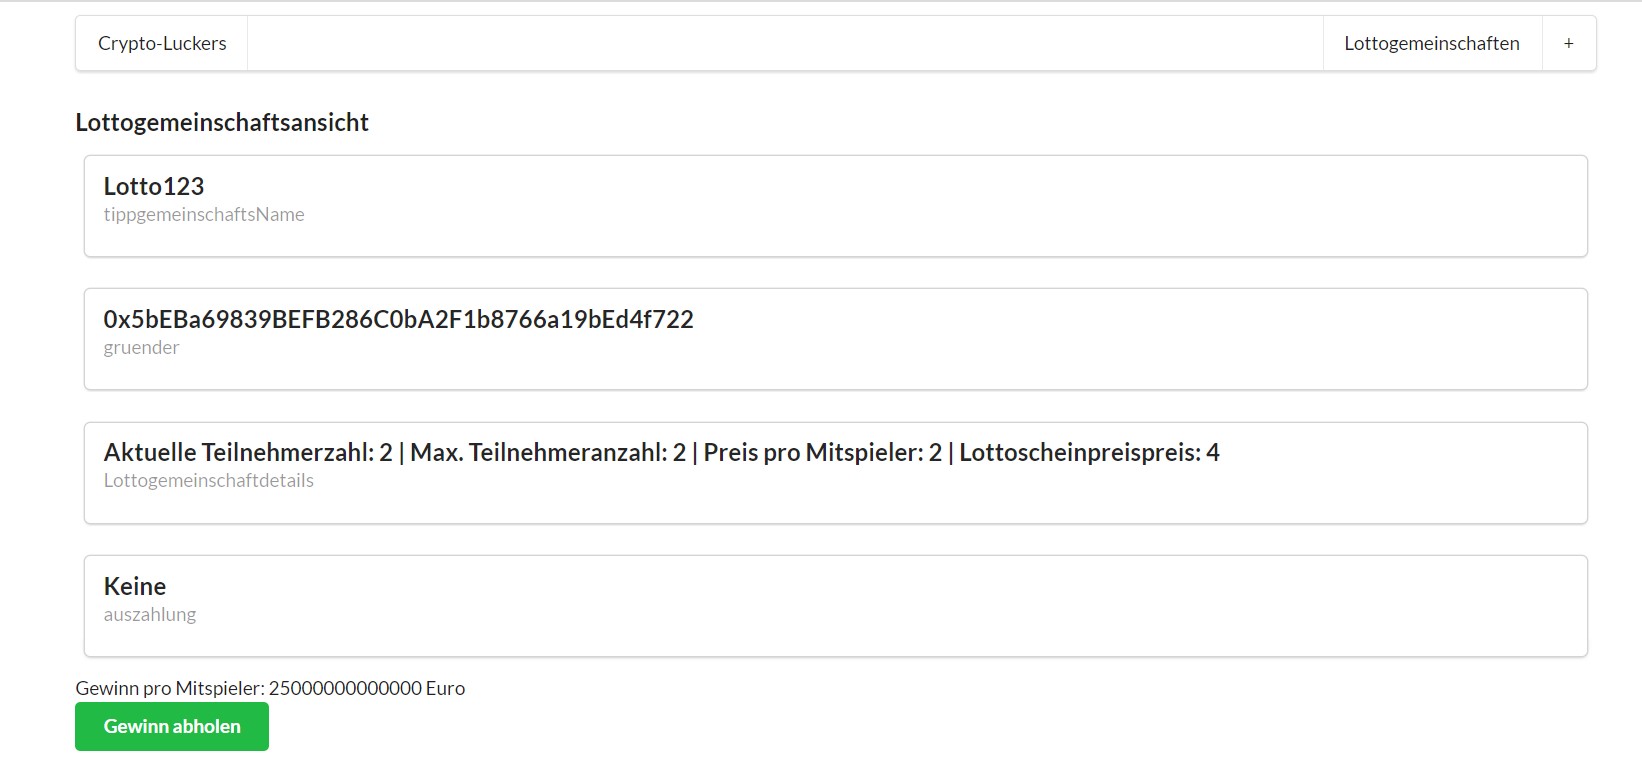 Crypto-Luckers
Lottogemeinschaften
+
Lottogemeinschaftsansicht
Lotto123
tippgemeinschaftsName
0x5bEBa69839BEFB286C0bA2F1b8766a19bEd4f722
gruender
Aktuelle Teilnehmerzahl: 2 | Max. Teilnehmeranzahl: 2 | Preis pro Mitspieler: 2 | Lottoscheinpreispreis: 4
Lottogemeinschaftdetails
Keine
auszahlung
Gewinn pro Mitspieler: 25000000000000 Euro
Gewinn abholen